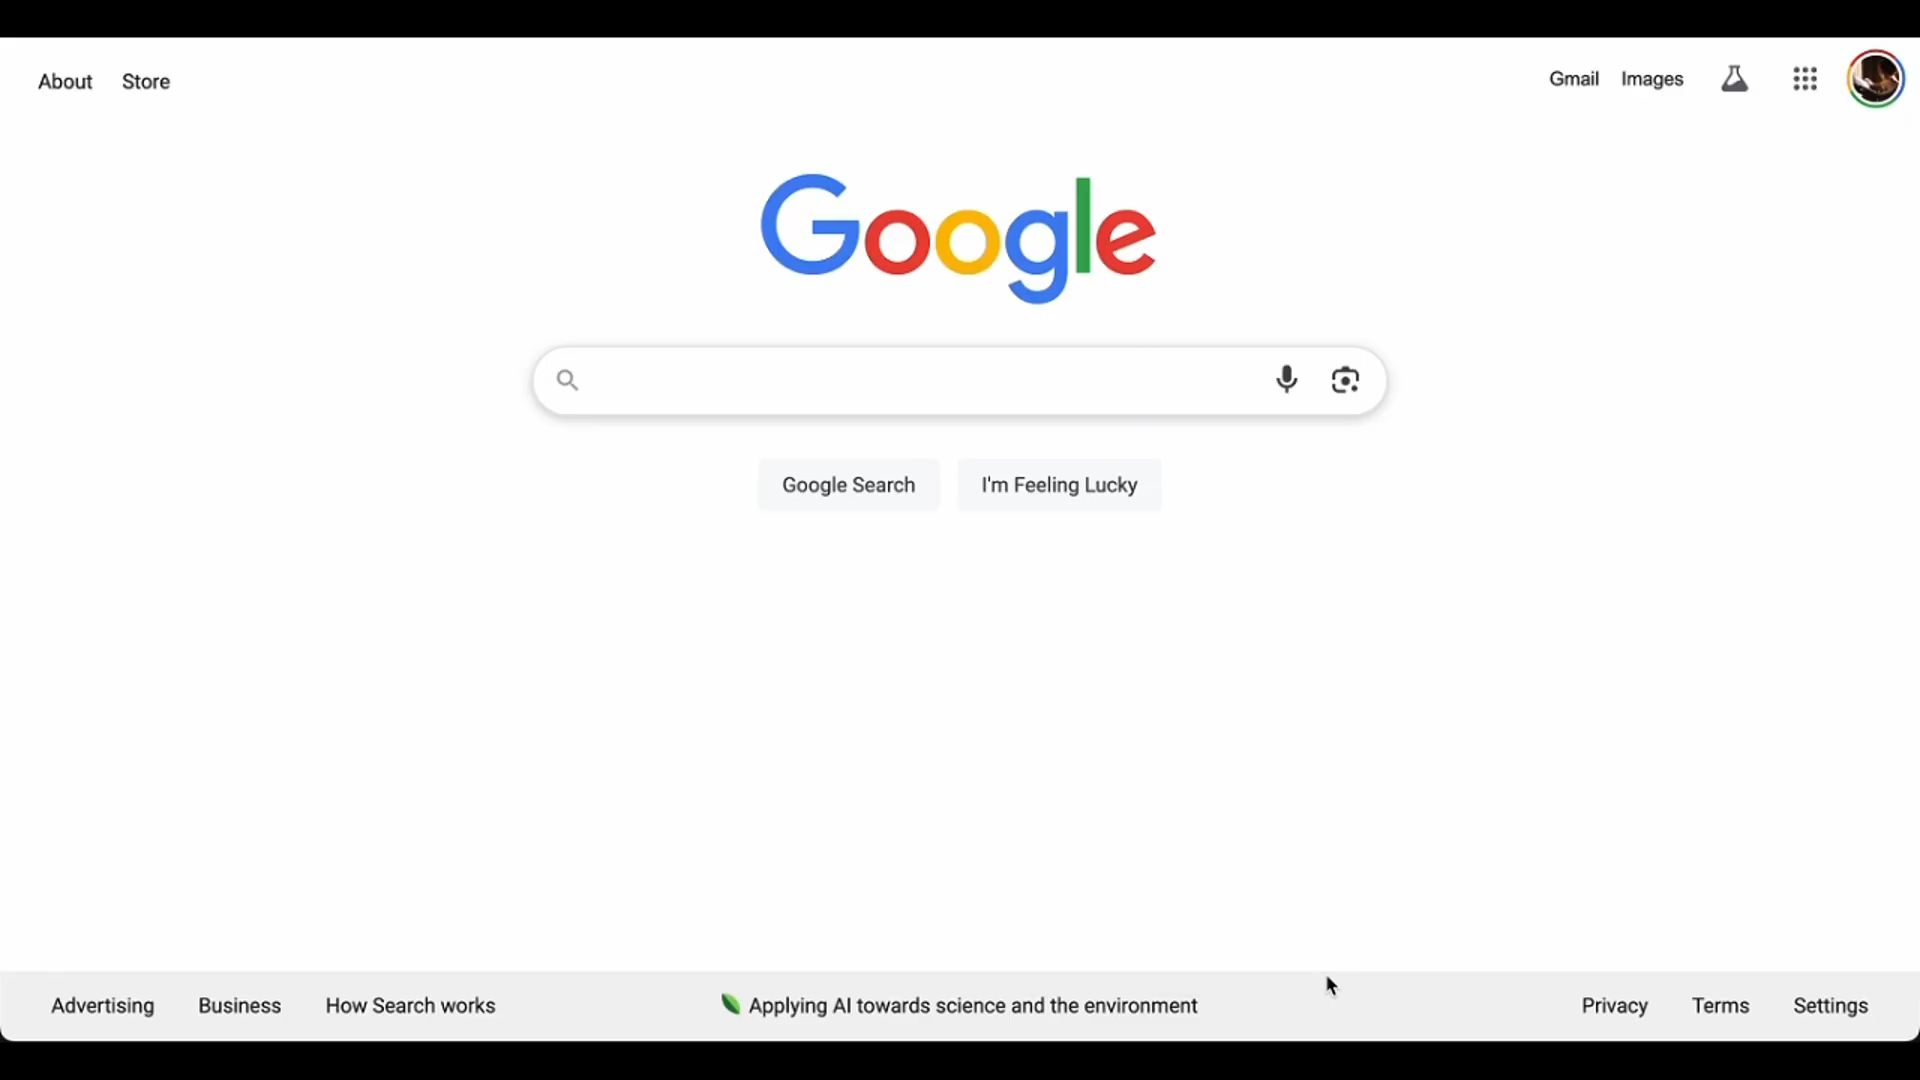 About Store
Gmail Images
Google
Google Search I'm Feeling Lucky
Advertising Business How Search works
Applying AI towards science and the environment
Privacy Terms Settings